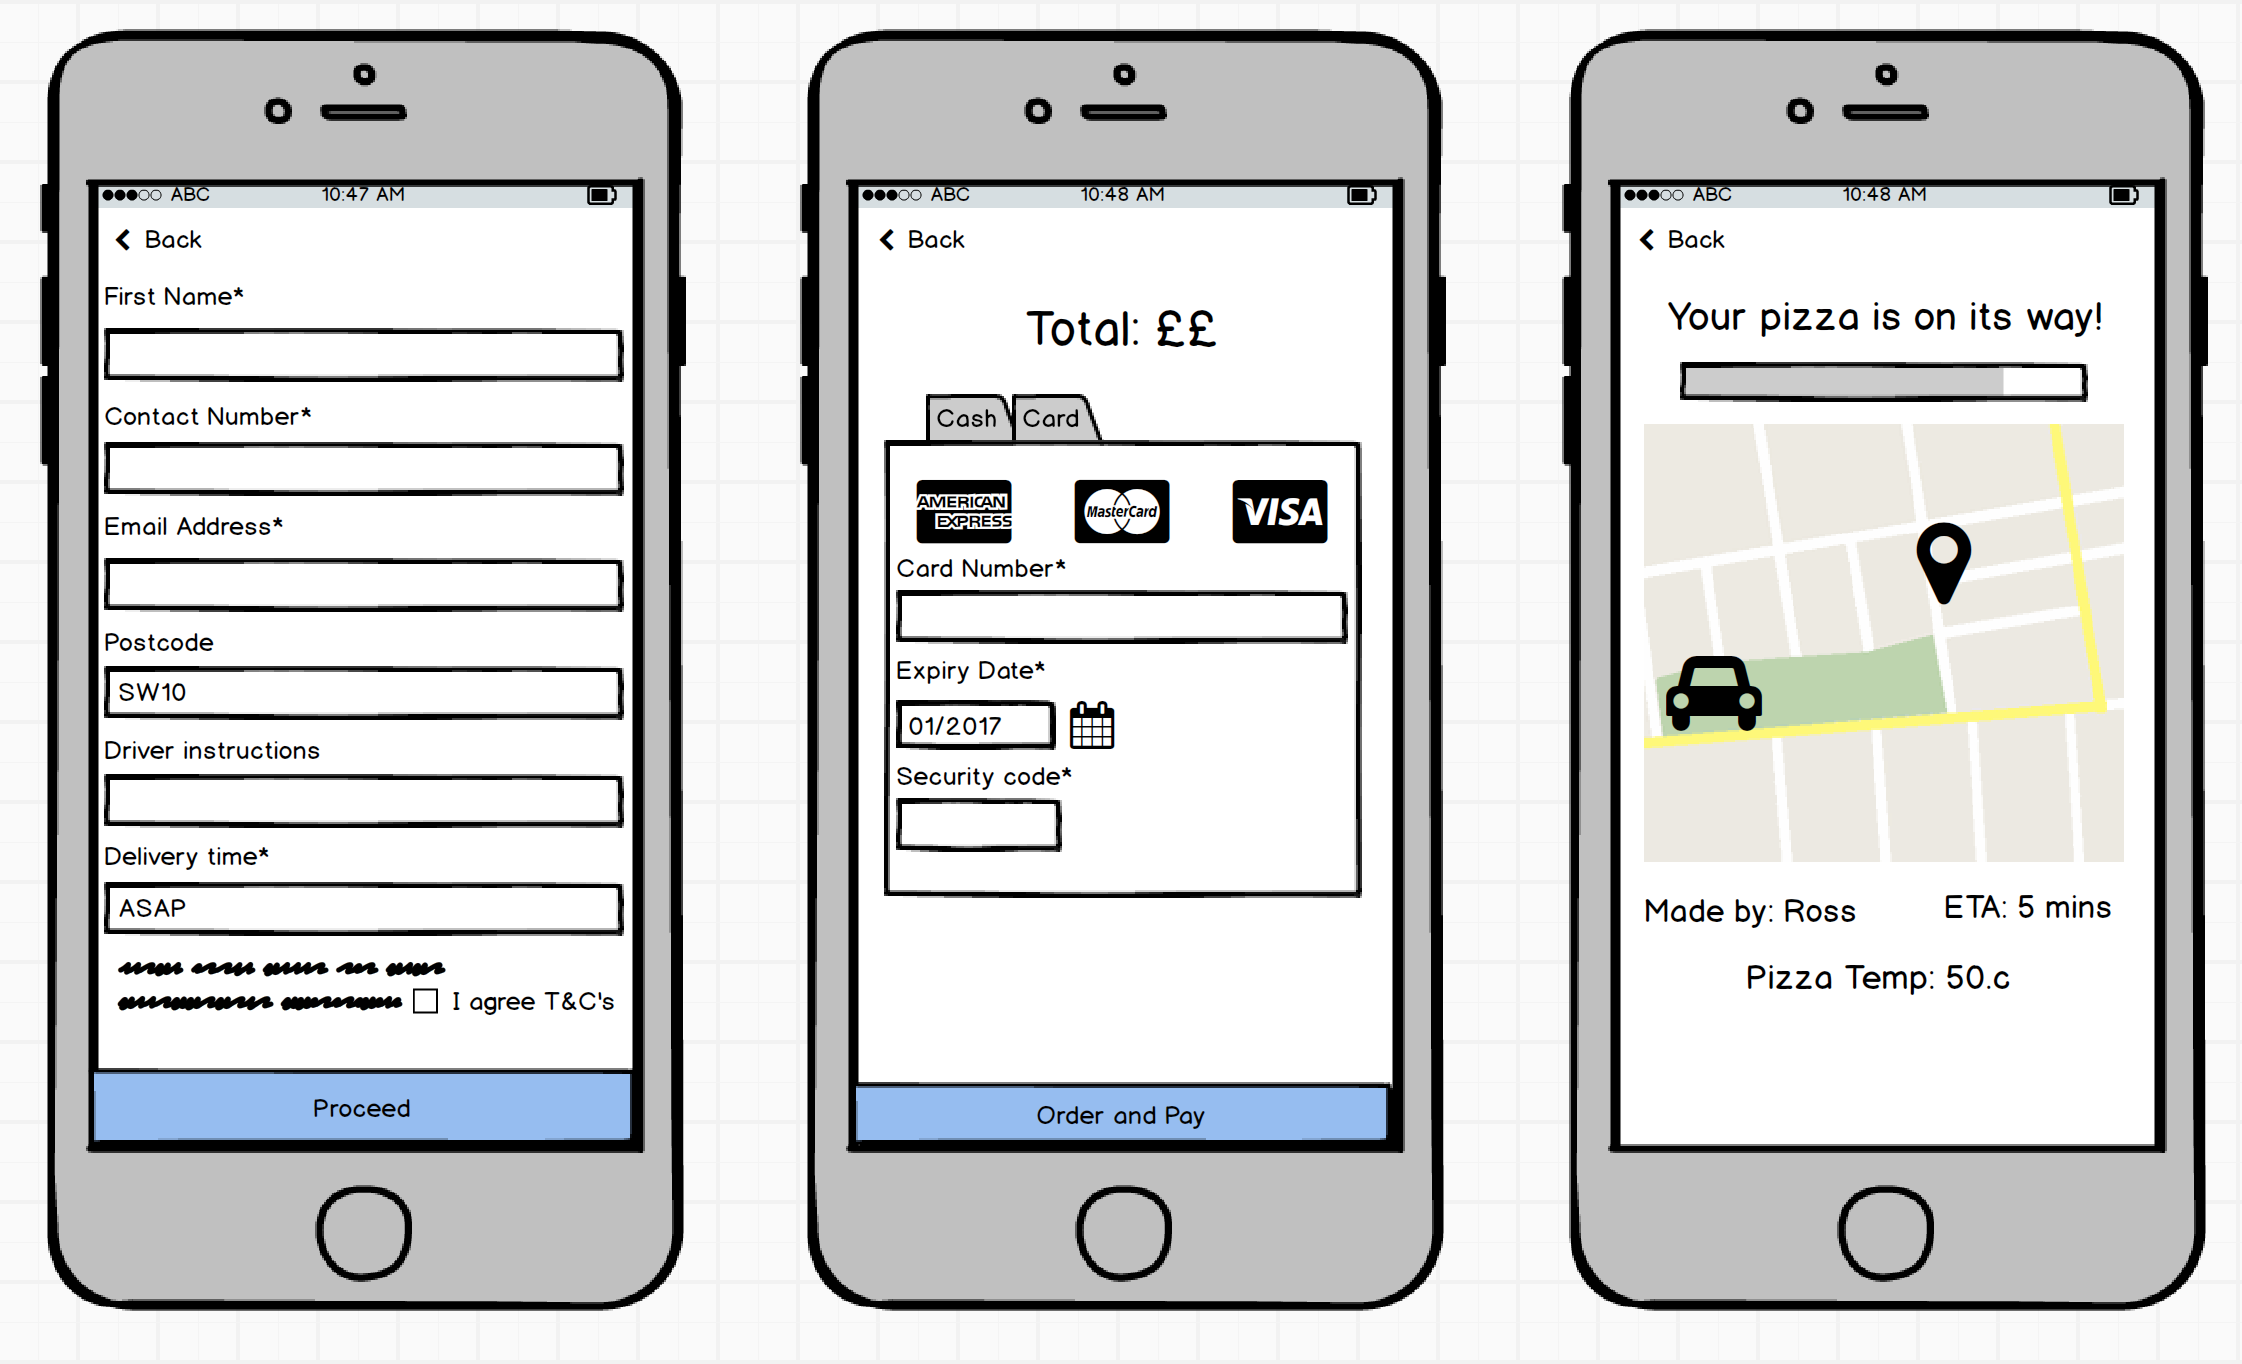 ABC 10:47 AM
Back
First Name*
Contact Number*
Email Address*
Postcode
SW10
Driver instructions
Delivery time*
ASAP
I agree T&C's
Proceed
ABC 10:48 AM
Back
Total: ££
Cash Card
AMERICAN EXPRESS MasterCard VISA
Card Number*
Expiry Date*
01/2017
Security code*
Order and Pay
ABC 10:48 AM
Back
Your pizza is on its way!
Made by: Ross ETA: 5 mins
Pizza Temp: 50.c